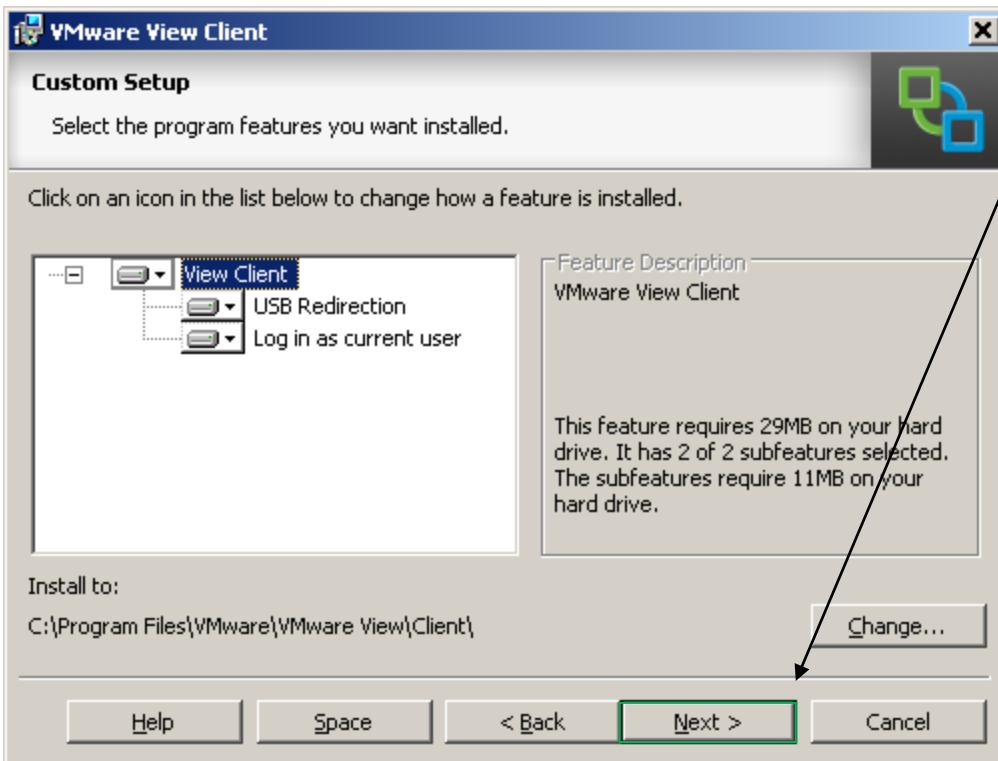 VMware View Client
Custom Setup
Select the program features you want installed.
Click on an icon in the list below to change how a feature is installed.
View Client
USB Redirection
Log in as current user
Feature Description
VMware View Client
This feature requires 29MB on your hard
drive. It has 2 of 2 subfeatures selected.
The subfeatures require 11MB on your
hard drive.
Install to:
C:\Program Files\VMware\VMware View\Client\
Change...
Help
Space
< Back
Next >
Cancel